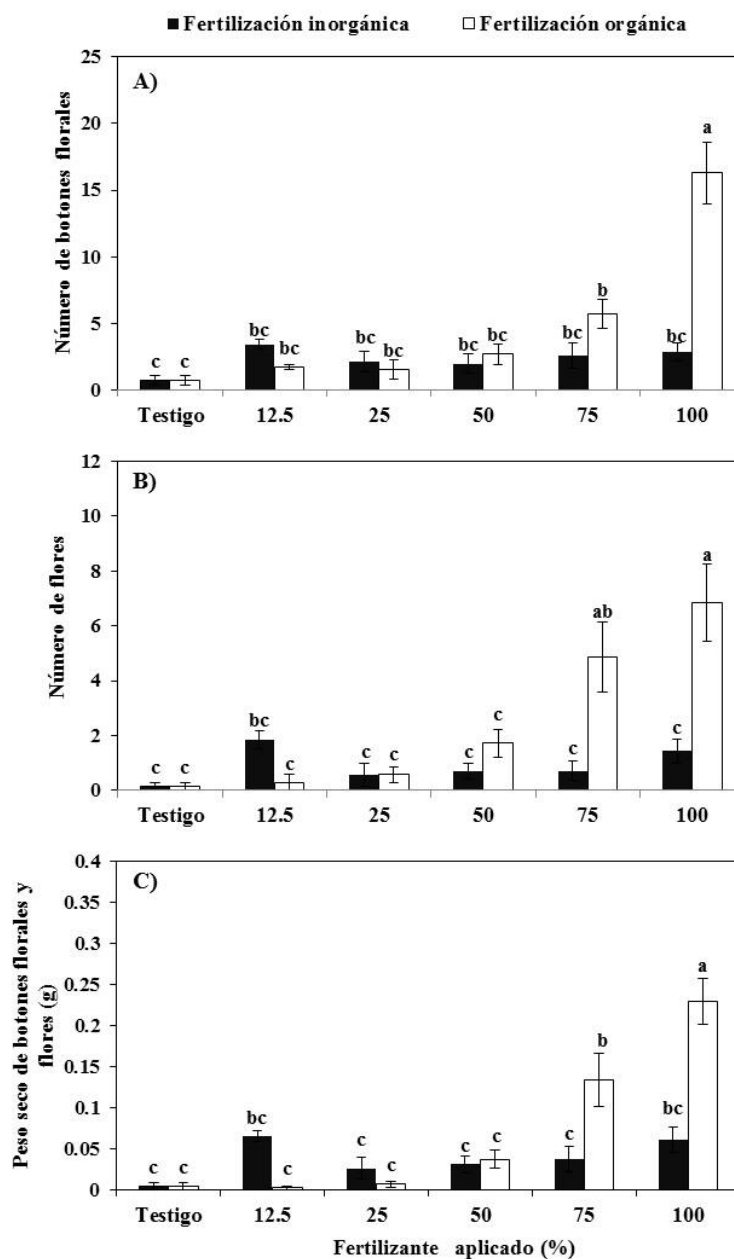 Fertilización inorgánica Fertilización orgánica
A)
Número de botones florales
25
20
15
10
5
0
c c bc bc bc bc bc bc bc b bc a
Testigo 12.5 25 50 75 100
B)
Número de flores
12
10
8
6
4
2
0
c c bc c c c c c c ab c a
Testigo 12.5 25 50 75 100
C)
Peso seco de botones florales y
flores (g)
0.4
0.35
0.3
0.25
0.2
0.15
0.1
0.05
0
c c bc c c c c c c b bc a
Testigo 12.5 25 50 75 100
Fertilizante aplicado (%)